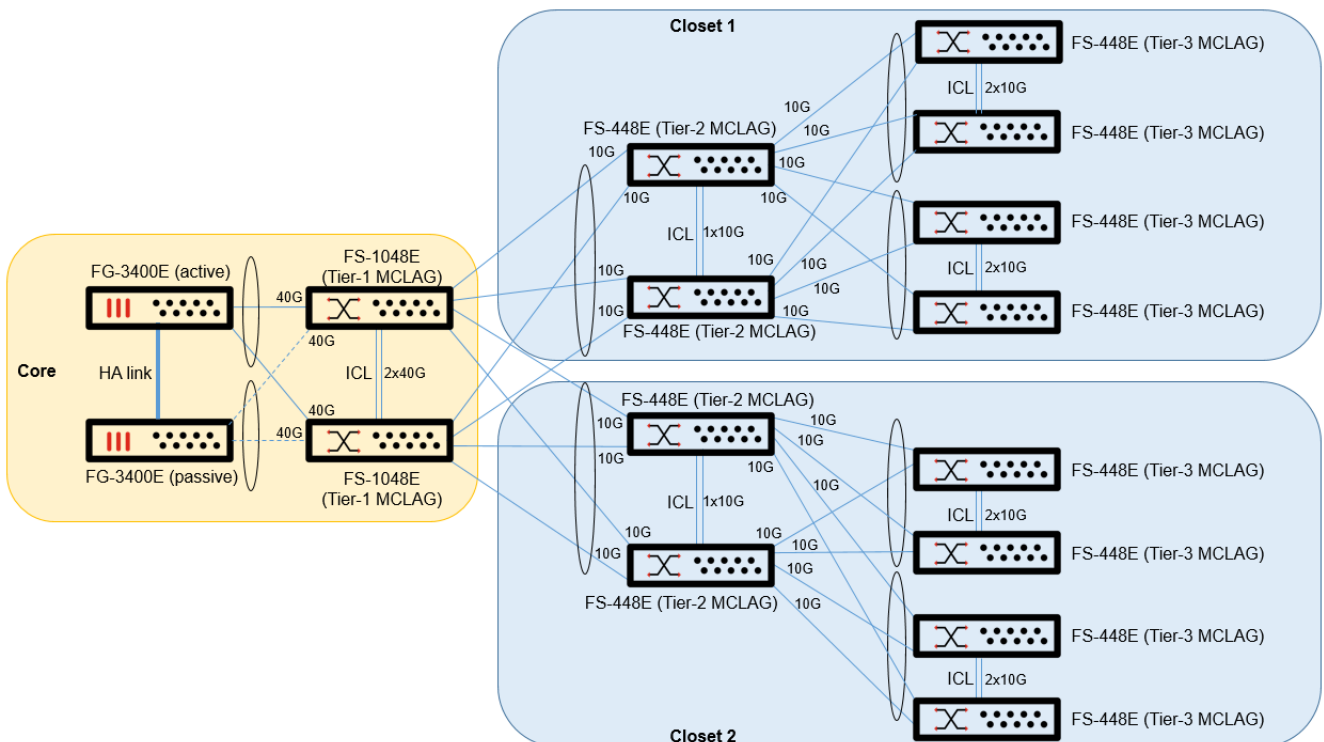 Closet 1
FS-448E (Tier-3 MCLAG)
ICL
2x10G
FS-448E (Tier-3 MCLAG)
10G
10G
10G
10G
FS-448E (Tier-2 MCLAG)
10G
10G
ICL
1x10G
FS-448E (Tier-3 MCLAG)
ICL
2x10G
FS-448E (Tier-3 MCLAG)
10G
10G
10G
10G
10G
10G
FS-448E (Tier-2 MCLAG)
Core
FG-3400E (active)
40G
FS-1048E
(Tier-1 MCLAG)
40G
HA link
ICL
2x40G
40G
40G
FG-3400E (passive)
FS-1048E
(Tier-1 MCLAG)
FS-448E (Tier-2 MCLAG)
10G
10G
10G
10G
10G
ICL
1x10G
10G
10G
10G
10G
10G
10G
FS-448E (Tier-2 MCLAG)
FS-448E (Tier-3 MCLAG)
ICL
2x10G
FS-448E (Tier-3 MCLAG)
FS-448E (Tier-3 MCLAG)
ICL
2x10G
FS-448E (Tier-3 MCLAG)
Closet 2